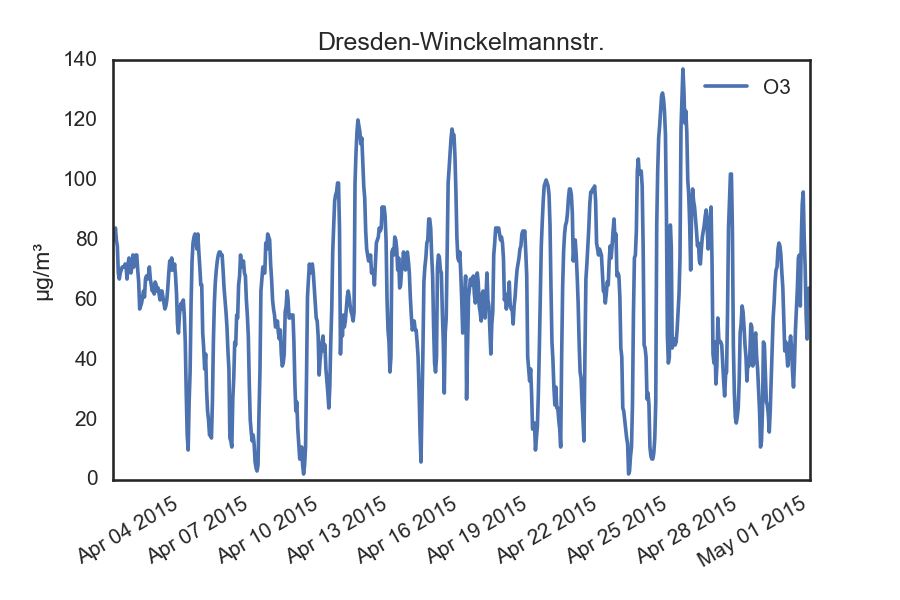 Dresden-Winckelmannstr.
140
120
100
80
60
40
20
0
µg/m³
O3
Apr 04 2015
Apr 07 2015
Apr 10 2015
Apr 13 2015
Apr 16 2015
Apr 19 2015
Apr 22 2015
Apr 25 2015
Apr 28 2015
May 01 2015